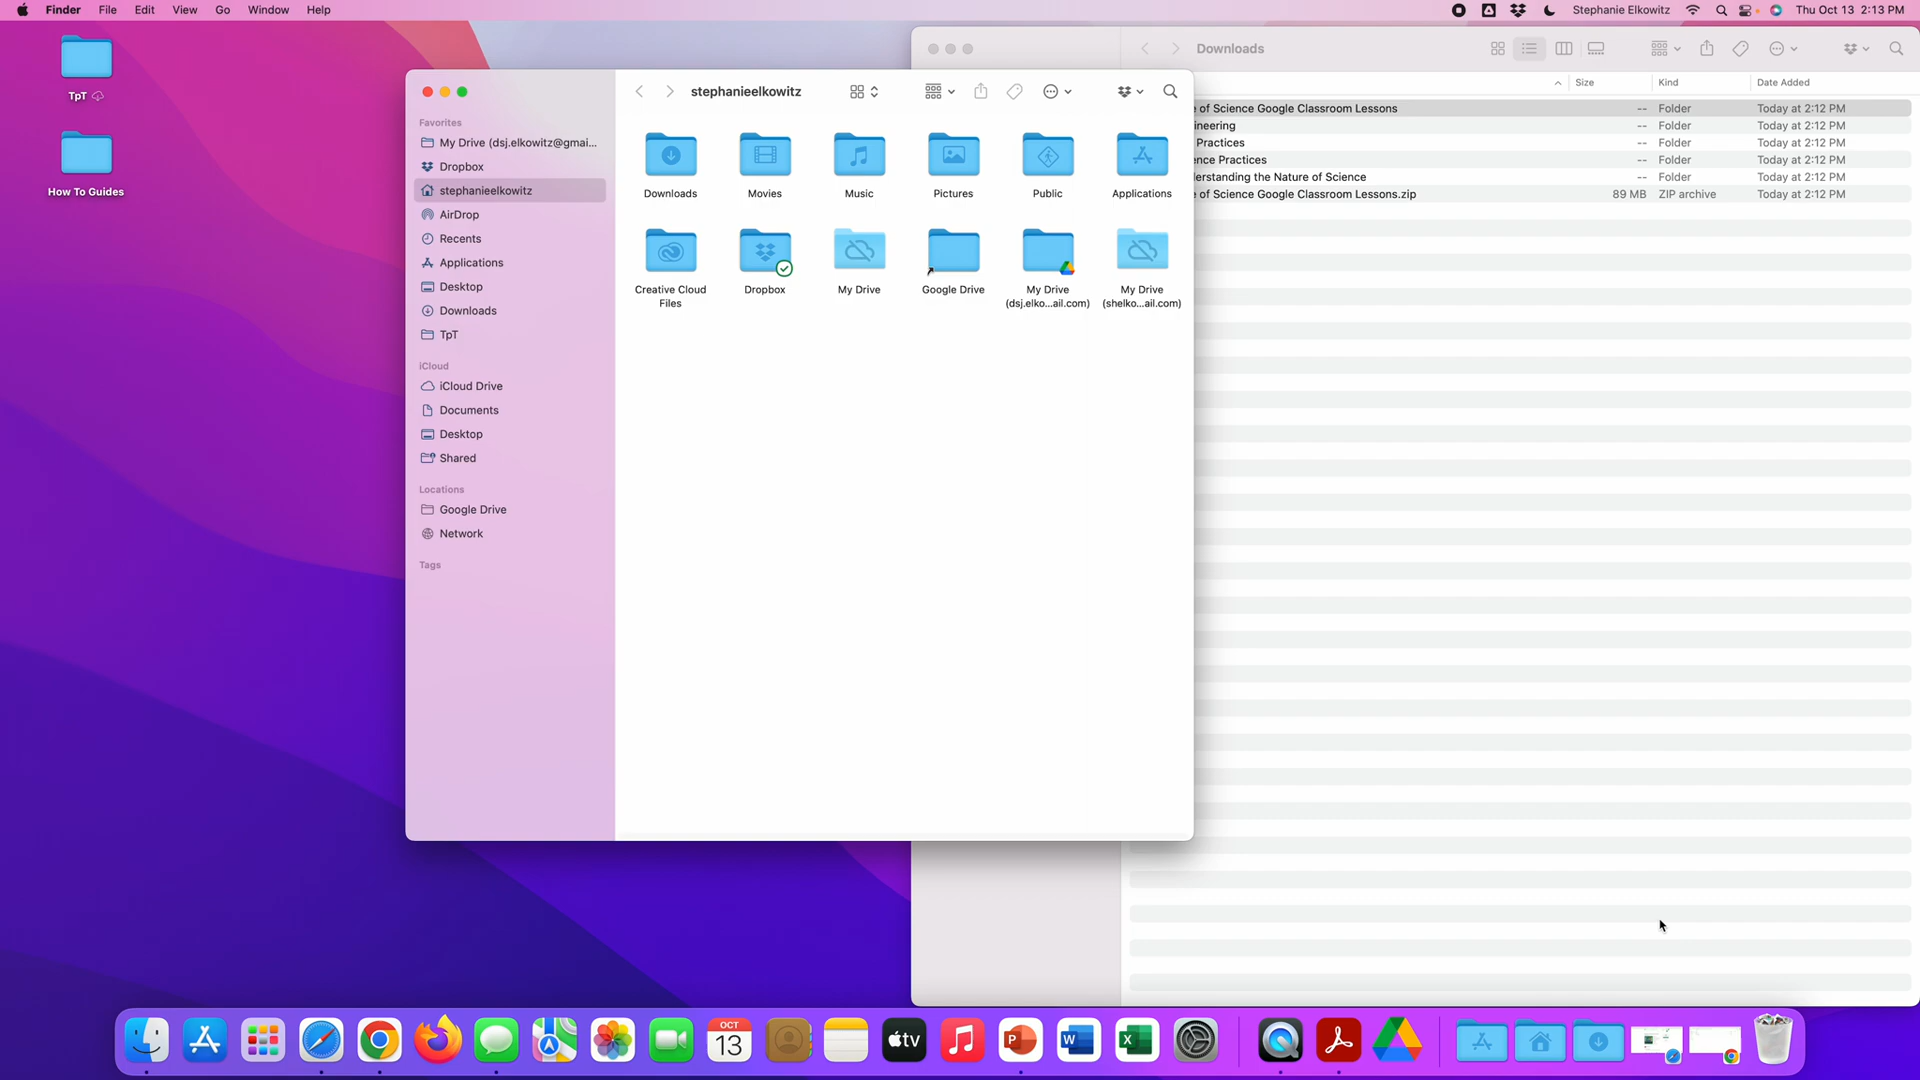 Finder File Edit View Go Window Help
Stephanie Elkowitz Thu Oct 13 2:13 PM
TpT
How To Guides
stephanieelkowitz
Favorites
My Drive (dsj.elkowitz@gmai...
Dropbox
stephanieelkowitz
AirDrop
Recents
Applications
Desktop
Downloads
TpT
iCloud
iCloud Drive
Documents
Desktop
Shared
Locations
Google Drive
Network
Tags
Downloads Movies Music Pictures Public Applications
Creative Cloud Dropbox My Drive Google Drive My Drive My Drive
Files (dsj.elko...ail.com) (shelko...ail.com)
Downloads
Size Kind Date Added
of Science Google Classroom Lessons -- Folder Today at 2:12 PM
ineering -- Folder Today at 2:12 PM
Practices -- Folder Today at 2:12 PM
ence Practices -- Folder Today at 2:12 PM
erstanding the Nature of Science -- Folder Today at 2:12 PM
of Science Google Classroom Lessons.zip 89 MB ZIP archive Today at 2:12 PM
OCT
13
tv
P
W
X